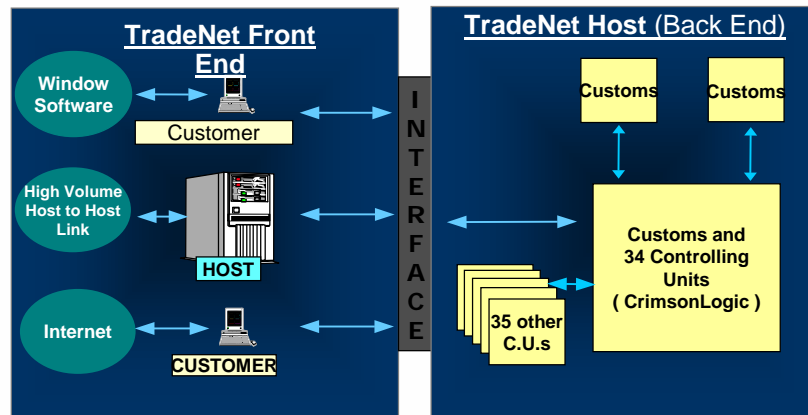 TradeNet Front
End
Window
Software
Customer
High Volume
Host to Host
Link
HOST
Internet
CUSTOMER
INTERFACE
TradeNet Host (Back End)
Customs
Customs
Customs and
34 Controlling
Units
( CrimsonLogic )
35 other
C.U.s